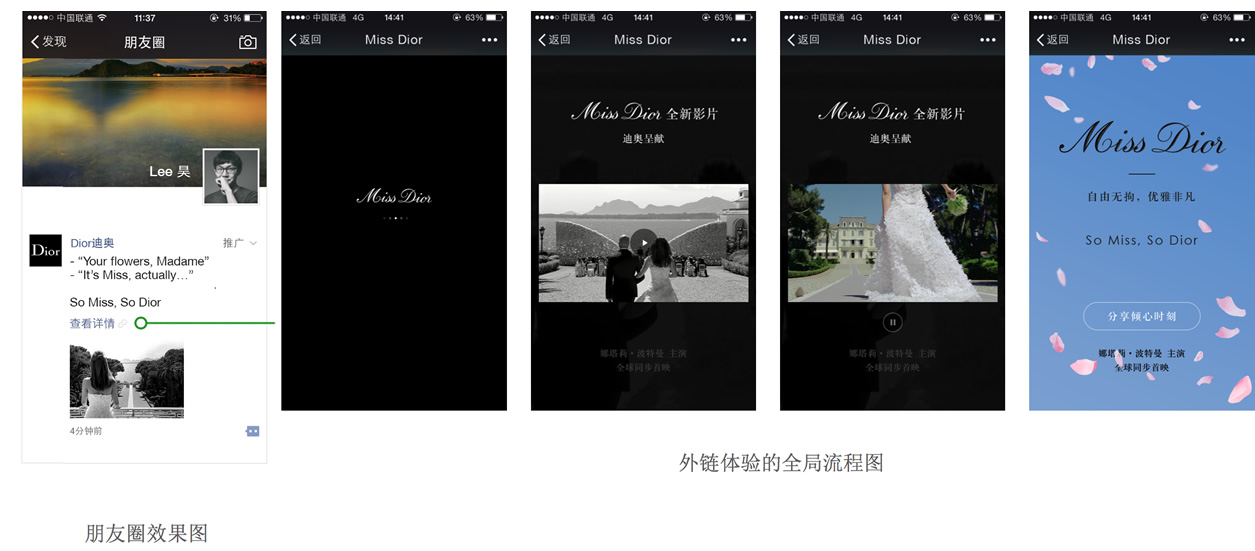 中国联通 11:37 31%
发现 朋友圈
Lee 昊
Dior
Dior迪奥 推广
- “Your flowers, Madame”
- “It's Miss, actually…”
So Miss, So Dior
查看详情
4分钟前
朋友圈效果图
中国联通 4G 14:41 63%
返回 Miss Dior
Miss Dior
中国联通 4G 14:41 63%
返回 Miss Dior
Miss Dior 全新影片
迪奥呈献
娜塔莉·波特曼 主演
全球同步首映
中国联通 4G 14:41 63%
返回 Miss Dior
Miss Dior 全新影片
迪奥呈献
娜塔莉·波特曼 主演
全球同步首映
中国联通 4G 14:41 63%
返回 Miss Dior
Miss Dior
自由无拘，优雅非凡
So Miss, So Dior
分享倾心时刻
娜塔莉·波特曼 主演
全球同步首映
外链体验的全局流程图